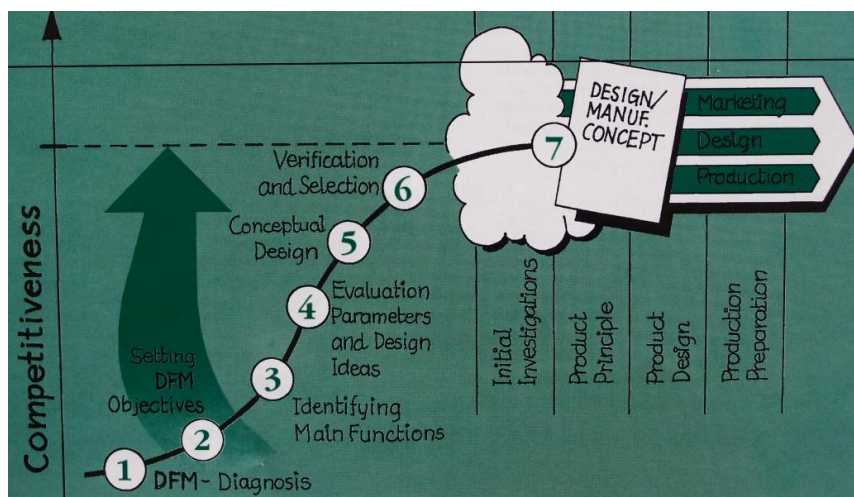 Competitiveness
1
DFM - Diagnosis
2
Setting
DFM
Objectives
3
Identifying
Main Functions
4
Evaluation
Parameters
and Design
Ideas
5
Conceptual
Design
6
Verification
and Selection
7
DESIGN/
MANUF.
CONCEPT
Marketing
Design
Production
Initial
Investigations
Product
Principle
Product
Design
Production
Preparation